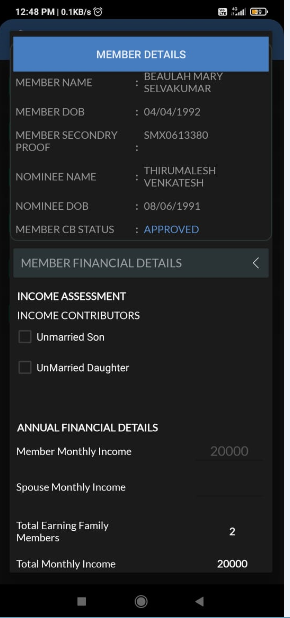 12:48 PM | 0.1KB/s
4G
MEMBER DETAILS
MEMBER NAME : BEAULAH MARY
SELVAKUMAR
MEMBER DOB : 04/04/1992
MEMBER SECONDRY
PROOF : SMX0613380
NOMINEE NAME : THIRUMALESH
VENKATESH
NOMINEE DOB : 08/06/1991
MEMBER CB STATUS : APPROVED
MEMBER FINANCIAL DETAILS
INCOME ASSESSMENT
INCOME CONTRIBUTORS
Unmarried Son
UnMarried Daughter
ANNUAL FINANCIAL DETAILS
Member Monthly Income 20000
Spouse Monthly Income
Total Earning Family
Members 2
Total Monthly Income 20000